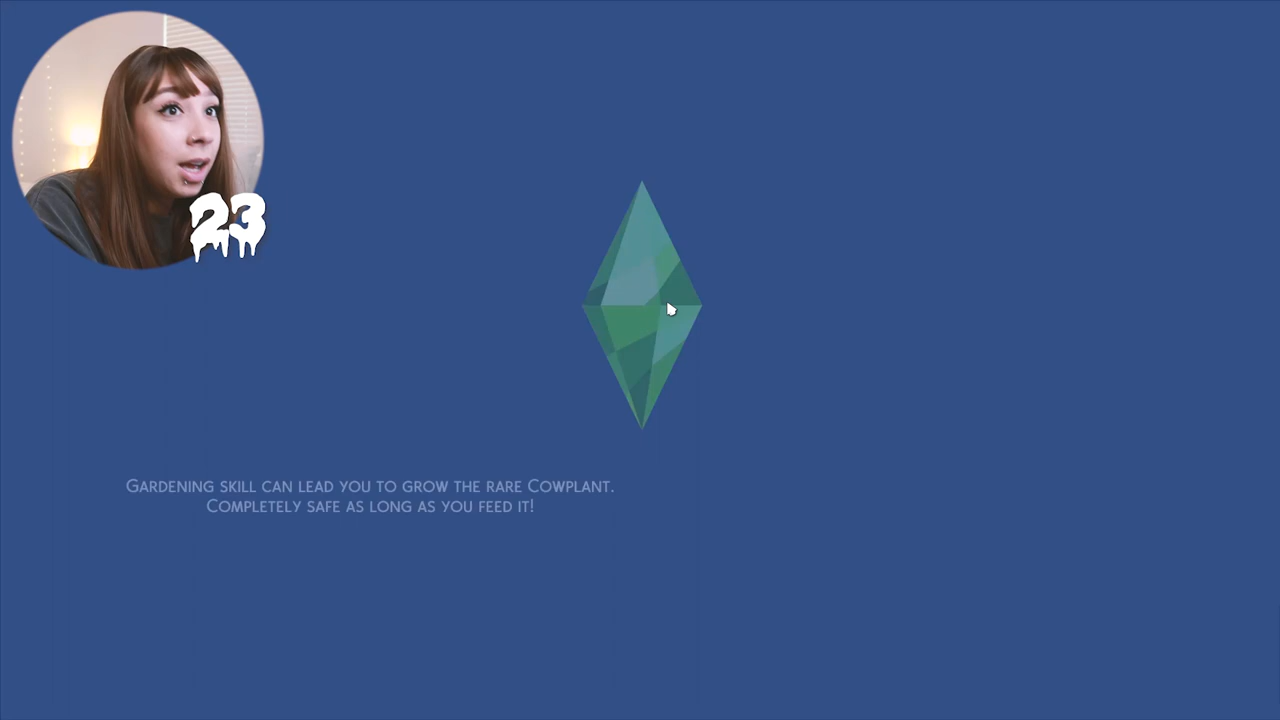 23
Gardening skill can lead you to grow the rare Cowplant.
Completely safe as long as you feed it!